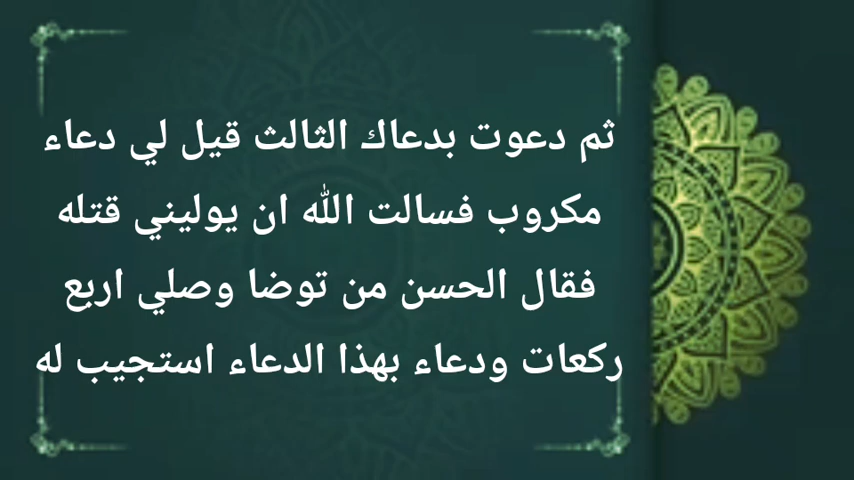 ثم دعوت بدعاك الثالث قيل لي دعاء
مكروب فسالت الله ان يوليني قتله
فقال الحسن من توضا وصلي اربع
ركعات ودعاء بهذا الدعاء استجيب له